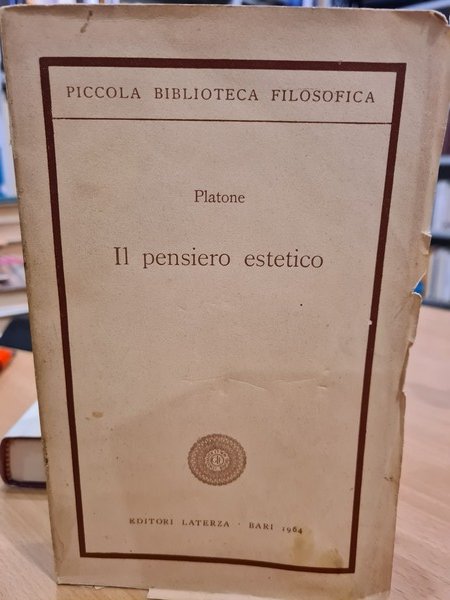 PICCOLA BIBLIOTECA FILOSOFICA
Platone
Il pensiero estetico
EDITORI LATERZA · BARI 1964